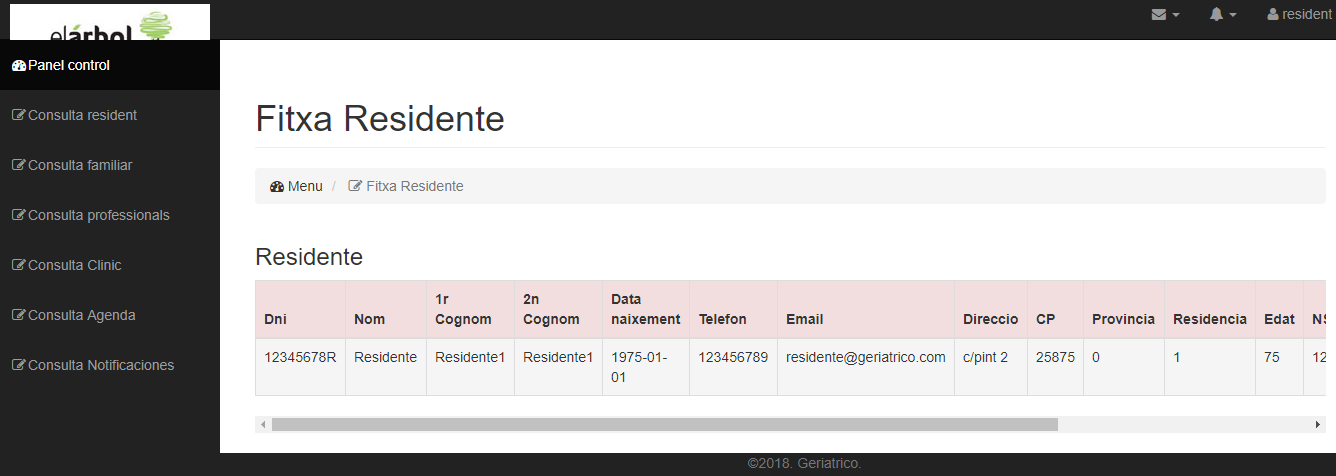 elárbol
resident
Panel control
Consulta resident
Consulta familiar
Consulta professionals
Consulta Clinic
Consulta Agenda
Consulta Notificaciones
Fitxa Residente
Menu / Fitxa Residente
Residente
Dni Nom 1r Cognom 2n Cognom Data naixement Telefon Email Direccio CP Provincia Residencia Edat
12345678R Residente Residente1 Residente1 1975-01-01 123456789 residente@geriatrico.com c/pint 2 25875 0 1 75 12
©2018. Geriatrico.